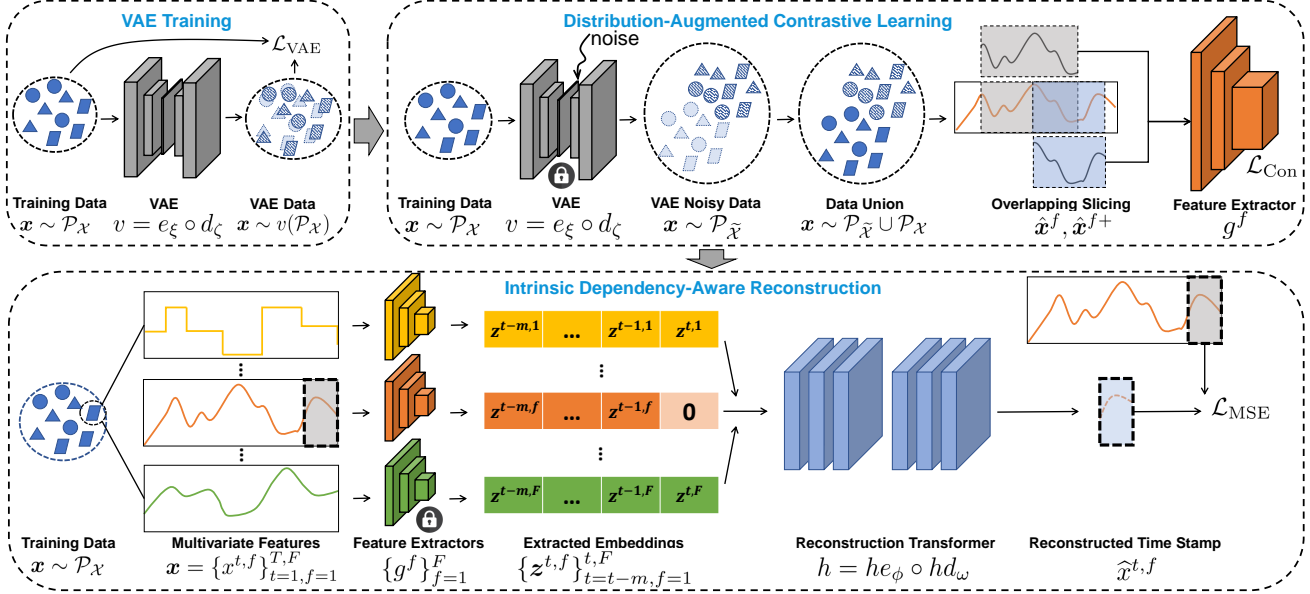 VAE Training
Distribution-Augmented Contrastive Learning
ℒ_VAE
noise
ℒ_Con
Training Data
VAE
VAE Data
Training Data
VAE
VAE Noisy Data
Data Union
Overlapping Slicing
Feature Extractor
x ∼ P_X
v = e_ξ ∘ d_ζ
x ∼ v(P_X)
x ∼ P_X
v = e_ξ ∘ d_ζ
x ∼ P_X̃
x ∼ P_X̃ ∪ P_X
x̂^f, x̂^{f+}
g^f
Intrinsic Dependency-Aware Reconstruction
z^{t−m,1} ... z^{t−1,1} z^{t,1}
z^{t−m,f} ... z^{t−1,f} 0
ℒ_MSE
z^{t−m,F} ... z^{t−1,F} z^{t,F}
Training Data
Multivariate Features
Feature Extractors
Extracted Embeddings
Reconstruction Transformer
Reconstructed Time Stamp
x ∼ P_X
x = {x^{t,f}}_{t=1,f=1}^{T,F}
{g^f}_{f=1}^F
{z^{t,f}}_{t=t−m,f=1}^{t,F}
h = he_ϕ ∘ hd_ω
x̂^{t,f}